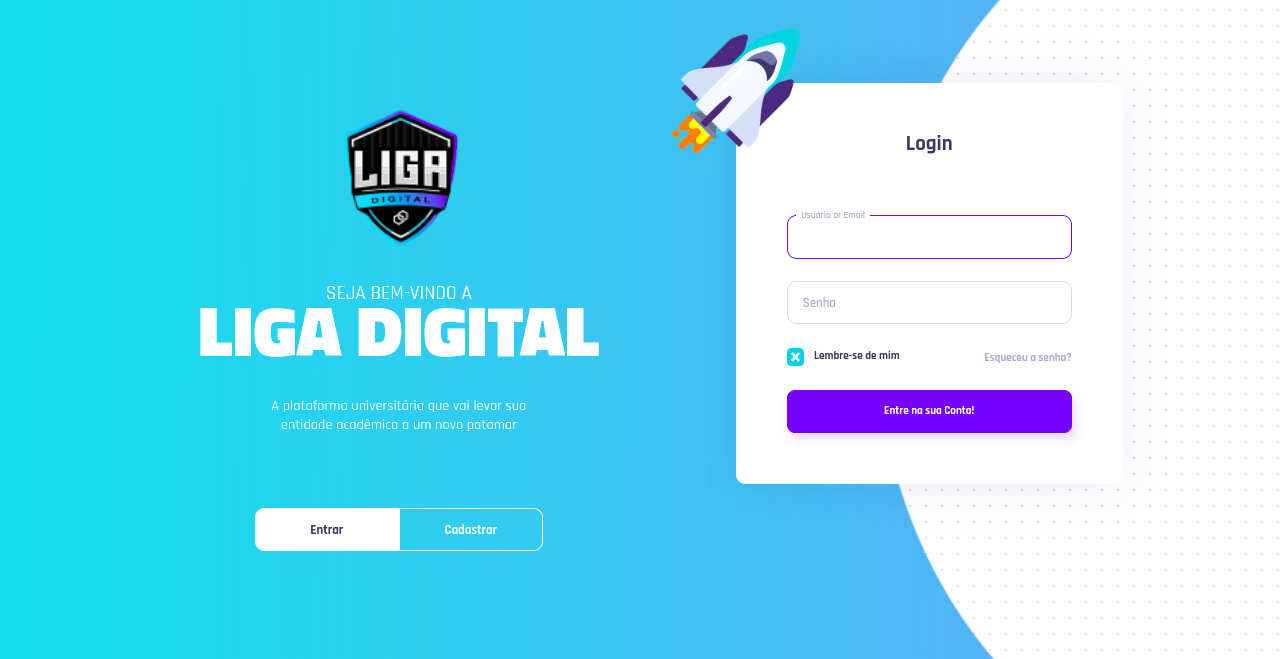 LIGA
DIGITAL
SEJA BEM-VINDO A
LIGA DIGITAL
A plataforma universitária que vai levar sua
entidade acadêmica a um novo patamar
Entrar
Cadastrar
Login
Usuário or Email
Senha
Lembre-se de mim
Esqueceu a senha?
Entre na sua Conta!